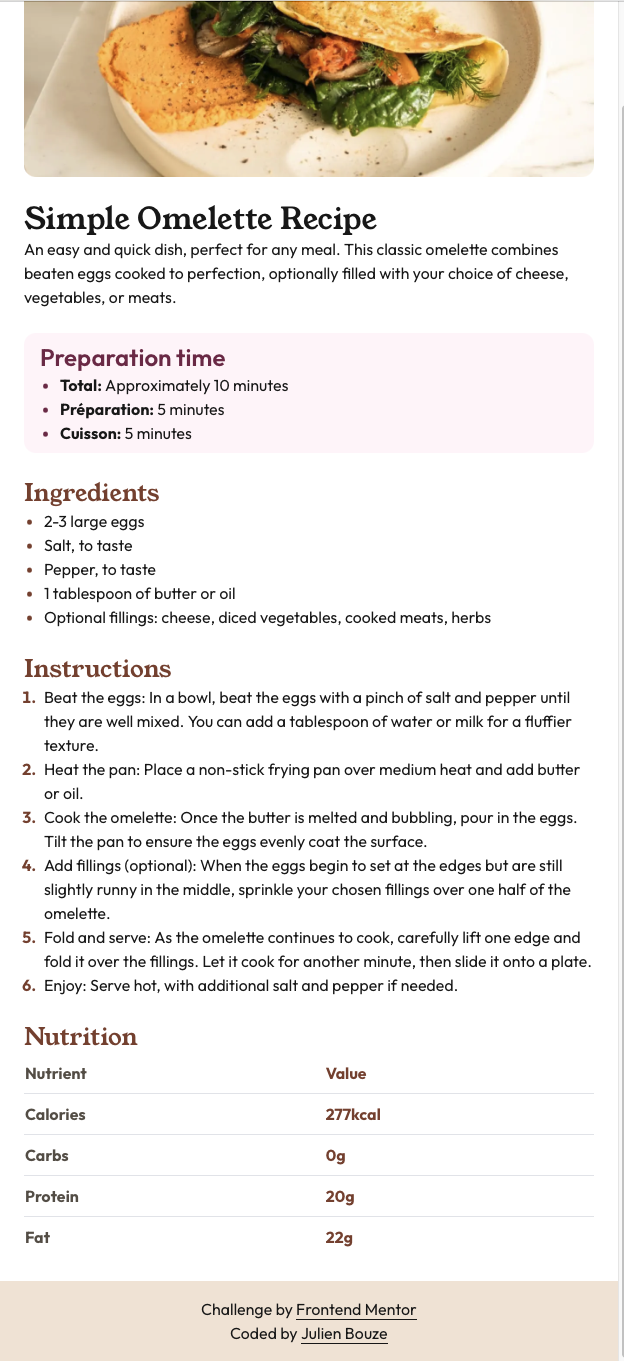 Simple Omelette Recipe
An easy and quick dish, perfect for any meal. This classic omelette combines
beaten eggs cooked to perfection, optionally filled with your choice of cheese,
vegetables, or meats.
Preparation time
• Total: Approximately 10 minutes
• Préparation: 5 minutes
• Cuisson: 5 minutes
Ingredients
• 2-3 large eggs
• Salt, to taste
• Pepper, to taste
• 1 tablespoon of butter or oil
• Optional fillings: cheese, diced vegetables, cooked meats, herbs
Instructions
1. Beat the eggs: In a bowl, beat the eggs with a pinch of salt and pepper until
they are well mixed. You can add a tablespoon of water or milk for a fluffier
texture.
2. Heat the pan: Place a non-stick frying pan over medium heat and add butter
or oil.
3. Cook the omelette: Once the butter is melted and bubbling, pour in the eggs.
Tilt the pan to ensure the eggs evenly coat the surface.
4. Add fillings (optional): When the eggs begin to set at the edges but are still
slightly runny in the middle, sprinkle your chosen fillings over one half of the
omelette.
5. Fold and serve: As the omelette continues to cook, carefully lift one edge and
fold it over the fillings. Let it cook for another minute, then slide it onto a plate.
6. Enjoy: Serve hot, with additional salt and pepper if needed.
Nutrition
Nutrient Value
Calories 277kcal
Carbs 0g
Protein 20g
Fat 22g
Challenge by Frontend Mentor
Coded by Julien Bouze